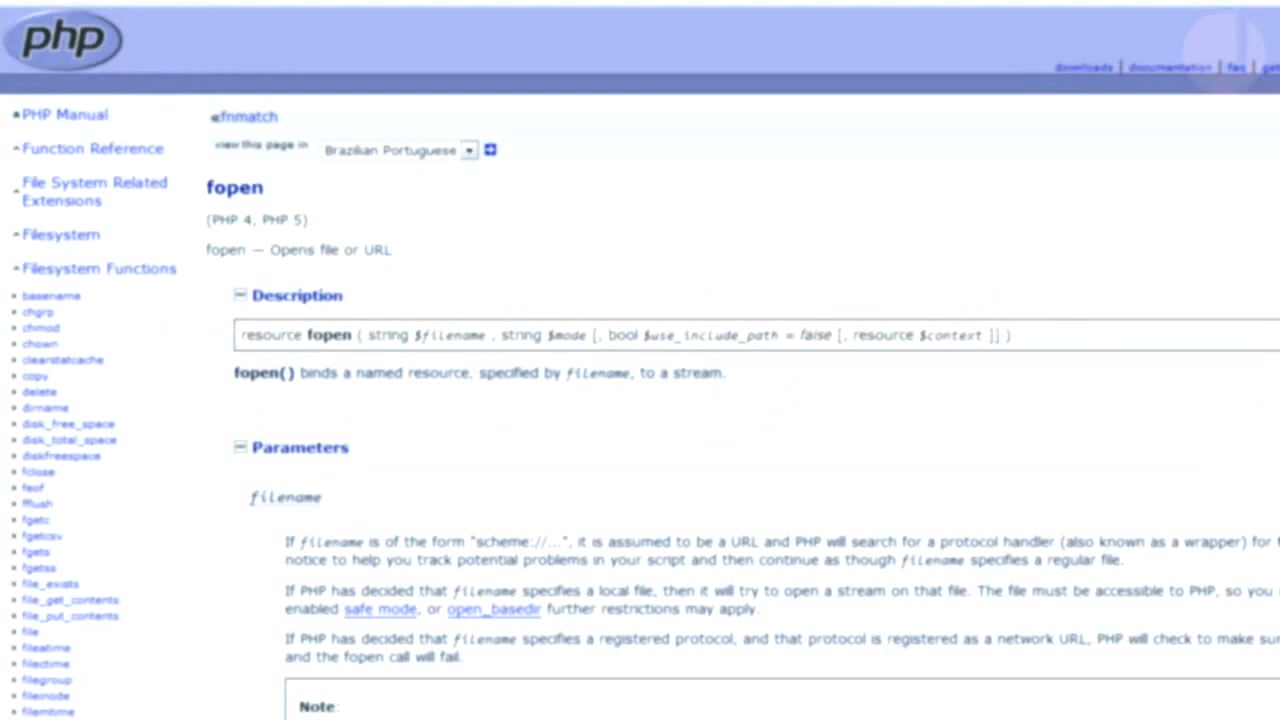 php
downloads | documentation | faq |
PHP Manual
Function Reference
File System Related
Extensions
Filesystem
Filesystem Functions
basename
chgrp
chmod
chown
clearstatcache
copy
delete
dirname
disk_free_space
disk_total_space
diskfreespace
fclose
feof
fflush
fgetc
fgetcsv
fgets
fgetss
file_exists
file_get_contents
file_put_contents
file
fileatime
filectime
filegroup
fileinode
filemtime
«fnmatch
view this page in Brazilian Portuguese
fopen
(PHP 4, PHP 5)
fopen — Opens file or URL
Description
resource fopen ( string $filename , string $mode [, bool $use_include_path = false [, resource $context ]] )
fopen() binds a named resource, specified by filename, to a stream.
Parameters
filename
If filename is of the form "scheme://...", it is assumed to be a URL and PHP will search for a protocol handler (also known as a wrapper) for
notice to help you track potential problems in your script and then continue as though filename specifies a regular file.
If PHP has decided that filename specifies a local file, then it will try to open a stream on that file. The file must be accessible to PHP, so you
enabled safe mode, or open_basedir further restrictions may apply.
If PHP has decided that filename specifies a registered protocol, and that protocol is registered as a network URL, PHP will check to make
and the fopen call will fail.
Note: